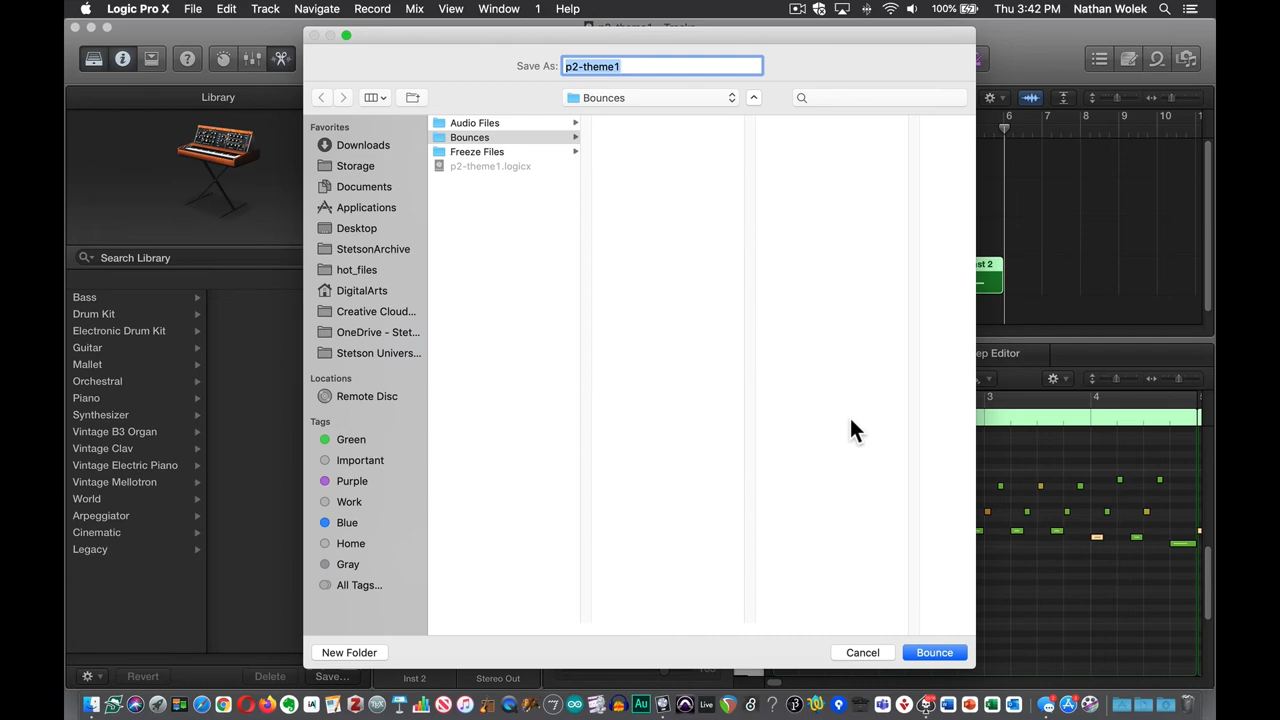 Logic Pro X File Edit Track Navigate Record Mix View Window 1 Help
100% Thu 3:42 PM Nathan Wolek
Save As: p2-theme1
Library
Bounces
6 7 8 9 10
Favorites
Downloads
Storage
Documents
Applications
Desktop
StetsonArchive
hot_files
DigitalArts
Creative Cloud...
OneDrive - Stet...
Stetson Univers...
Locations
Remote Disc
Tags
Green
Important
Purple
Work
Blue
Home
Gray
All Tags...
Audio Files
Bounces
Freeze Files
p2-theme1.logicx
Search Library
Bass
Drum Kit
Electronic Drum Kit
Guitar
Mallet
Orchestral
Piano
Synthesizer
Vintage B3 Organ
Vintage Clav
Vintage Electric Piano
Vintage Mellotron
World
Arpeggiator
Cinematic
Legacy
st 2
ep Editor
3 4
New Folder
Cancel
Bounce
Revert
Delete
Save...
Inst 2
Stereo Out
Au
Live